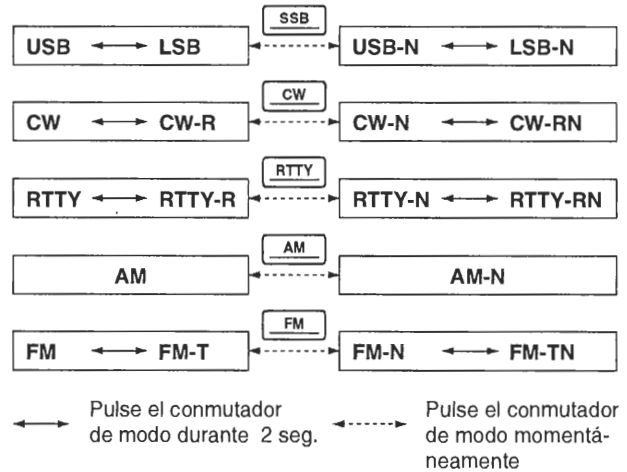 SSB
USB LSB USB-N LSB-N
CW
CW CW-R CW-N CW-RN
RTTY
RTTY RTTY-R RTTY-N RTTY-RN
AM
AM AM-N
FM
FM FM-T FM-N FM-TN
Pulse el conmutador
de modo durante 2 seg.
Pulse el conmutador
de modo momentá-
neamente